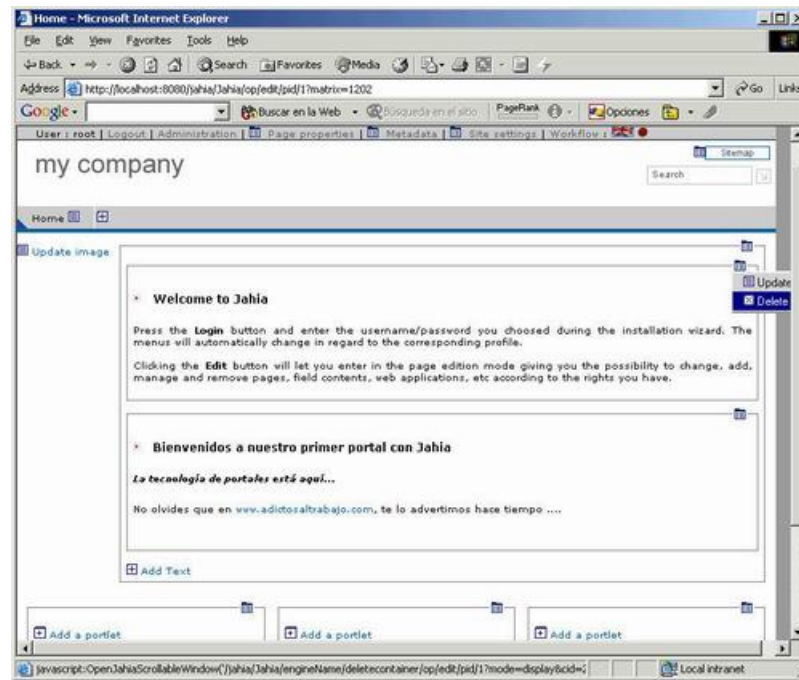 Home - Microsoft Internet Explorer
File Edit View Favorites Tools Help
Back Search Favorites Media
Address http://localhost:8080/jahia/Jahia/op/edit/pid/1?matrix=1202 Go Links
Google Buscar en la Web Búsqueda en el sitio PageRank Opciones
User : root | Logout | Administration | Page properties | Metadata | Site settings | Workflow :
Sitemap
my company
Search
Home
Update image
Update
Delete
Welcome to Jahia
Press the Login button and enter the username/password you choosed during the installation wizard. The
menus will automatically change in regard to the corresponding profile.
Clicking the Edit button will let you enter in the page edition mode giving you the possibility to change, add,
manage and remove pages, field contents, web applications, etc according to the rights you have.
Bienvenidos a nuestro primer portal con Jahia
La tecnología de portales está aquí...
No olvides que en www.adictosaltrabajo.com, te lo advertimos hace tiempo ....
Add Text
Add a portlet Add a portlet Add a portlet
javascript:OpenJahiaScrollableWindow('/jahia/Jahia/engineName/deletecontainer/op/edit/pid/1?mode=display&cid=2 Local intranet